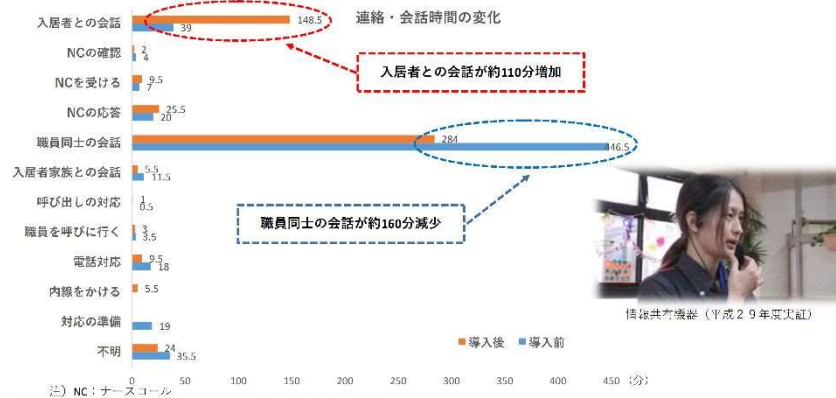 連絡・会話時間の変化
入居者との会話 148.5 39
NCの確認 2 4
NCを受ける 9.5 7
NCの応答 25.5 20
職員同士の会話 284 446.5
入居者家族との会話 5.5 11.5
呼び出しの対応 1 0.5
職員を呼びに行く 3 3.5
電話対応 9.5 18
内線をかける 5.5
対応の準備 19
不明 24 35.5
入居者との会話が約110分増加
職員同士の会話が約160分減少
情報共有機器（平成２９年度実証）
導入後 導入前
0 50 100 150 200 250 300 350 400 450 (分)
注）NC：ナースコール